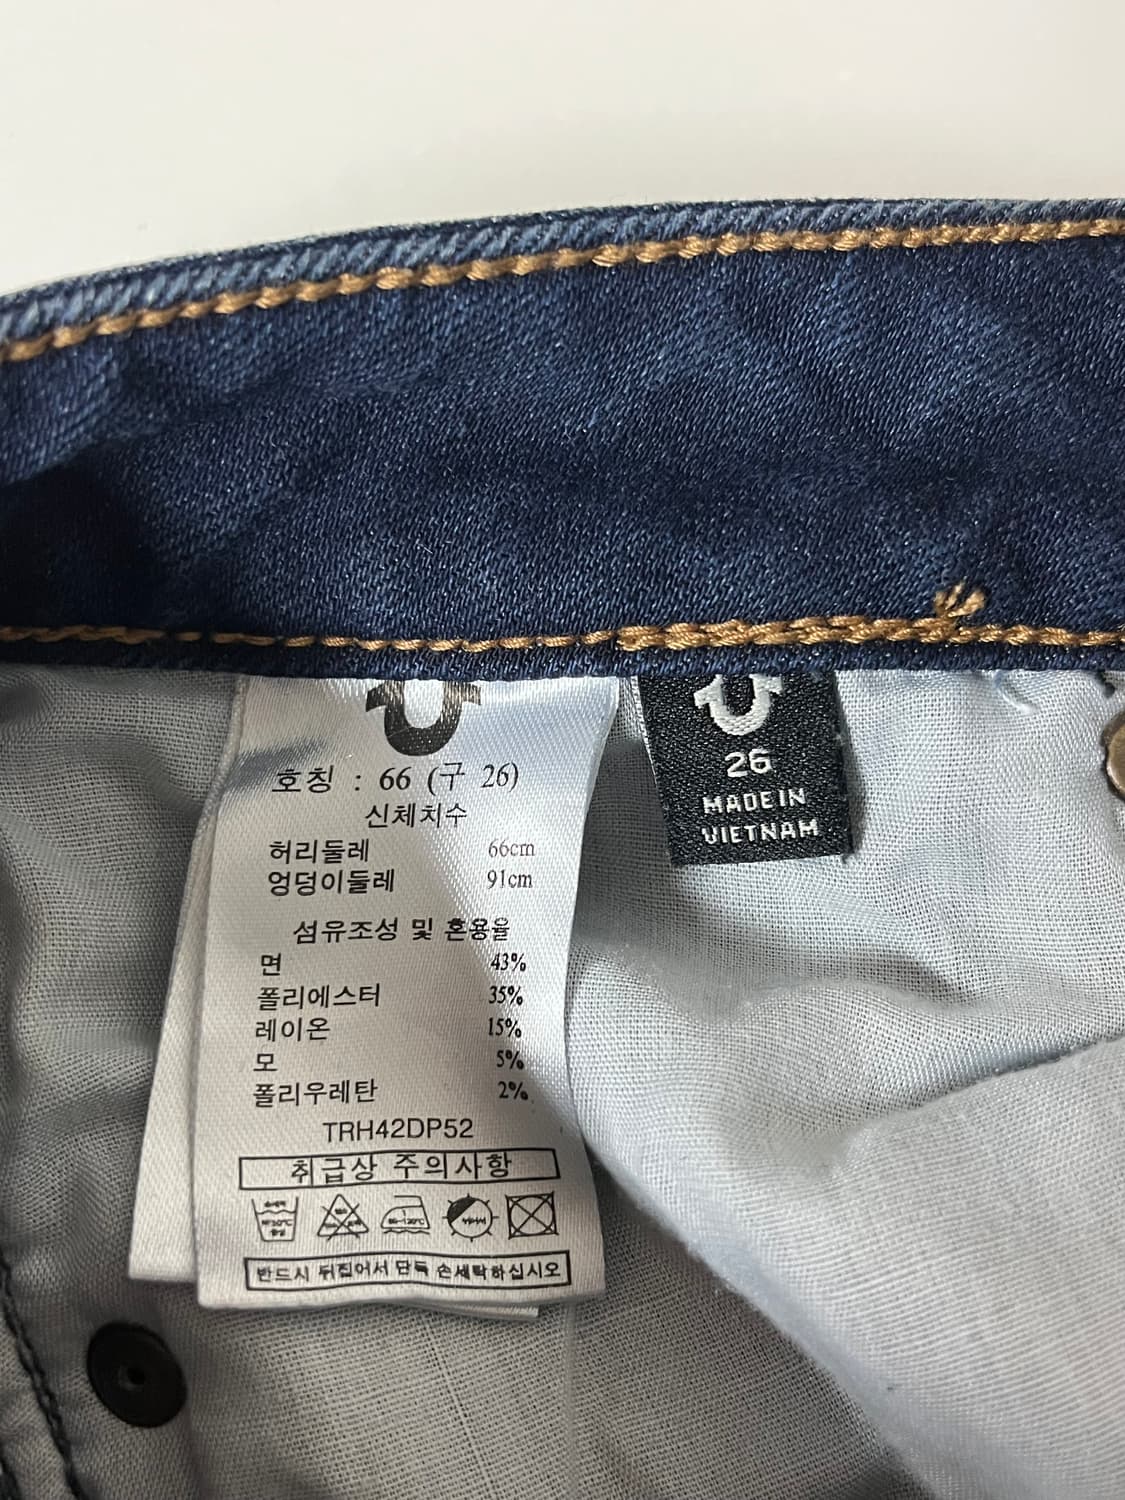 호칭 : 66 (구 26)
신체치수
허리둘레 66cm
엉덩이둘레 91cm
섬유조성 및 혼용율
면 43%
폴리에스터 35%
레이온 15%
모 5%
폴리우레탄 2%
TRH42DP52
취급상 주의사항
80~120℃
반드시 뒤집어서 단독 손세탁하십시오
26
MADE IN
VIETNAM